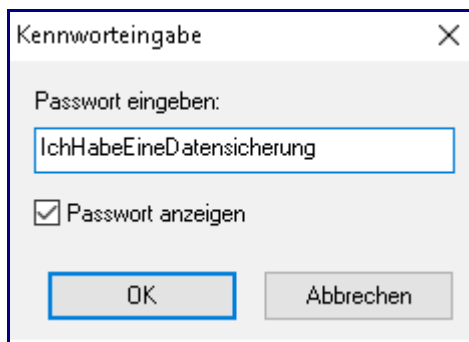 Kennworteingabe
Passwort eingeben:
IchHabeEineDatensicherung
Passwort anzeigen
OK Abbrechen